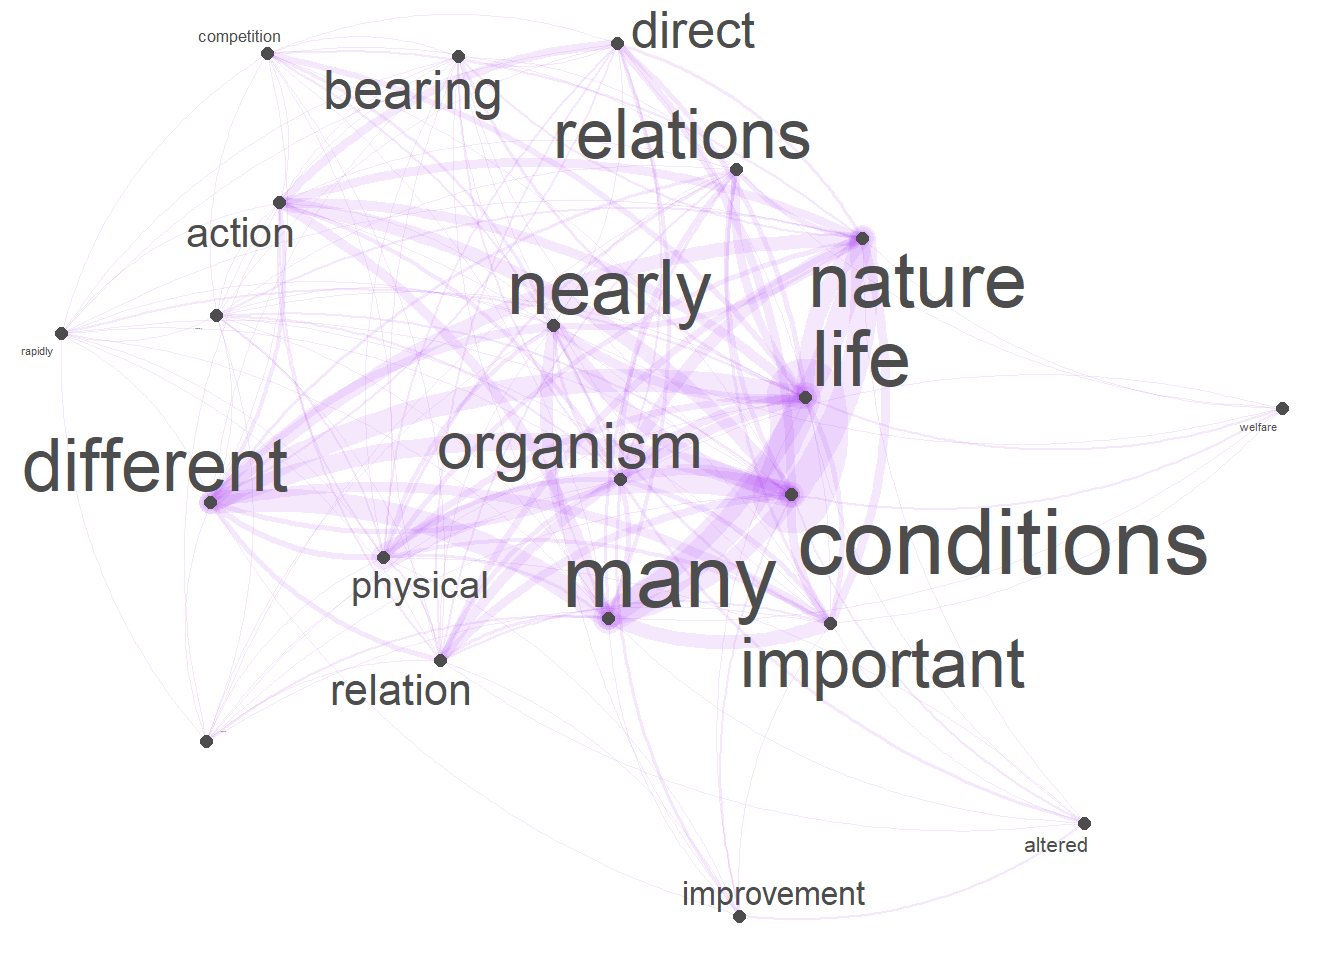 direct
competition
bearing
relations
action
nearly
nature
rapidly
life
welfare
organism
different
conditions
many
physical
important
relation
altered
improvement